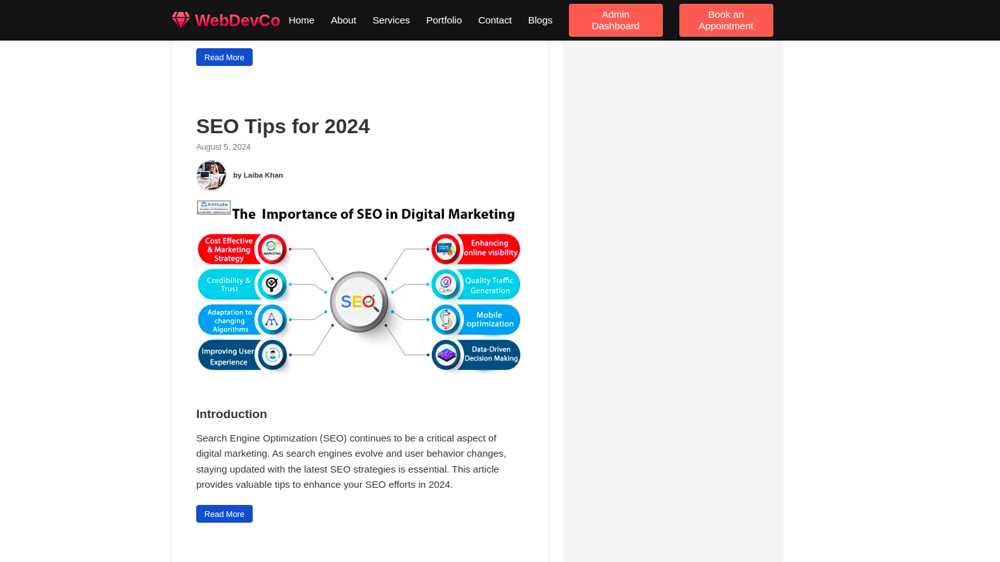 WebDevCo
Home
About
Services
Portfolio
Contact
Blogs
Admin
Dashboard
Book an
Appointment
Read More
SEO Tips for 2024
August 5, 2024
by Laiba Khan
Attitude
The Importance of SEO in Digital Marketing
Cost Effective
& Marketing
Strategy
MARKETING
Enhancing
online visibility
Credibility &
Trust
Quality
Quality Traffic
Generation
SEO
Adaptation to
changing
Algorithms
Mobile
optimization
Improving User
Experience
Data-Driven
Decision Making
Introduction
Search Engine Optimization (SEO) continues to be a critical aspect of
digital marketing. As search engines evolve and user behavior changes,
staying updated with the latest SEO strategies is essential. This article
provides valuable tips to enhance your SEO efforts in 2024.
Read More